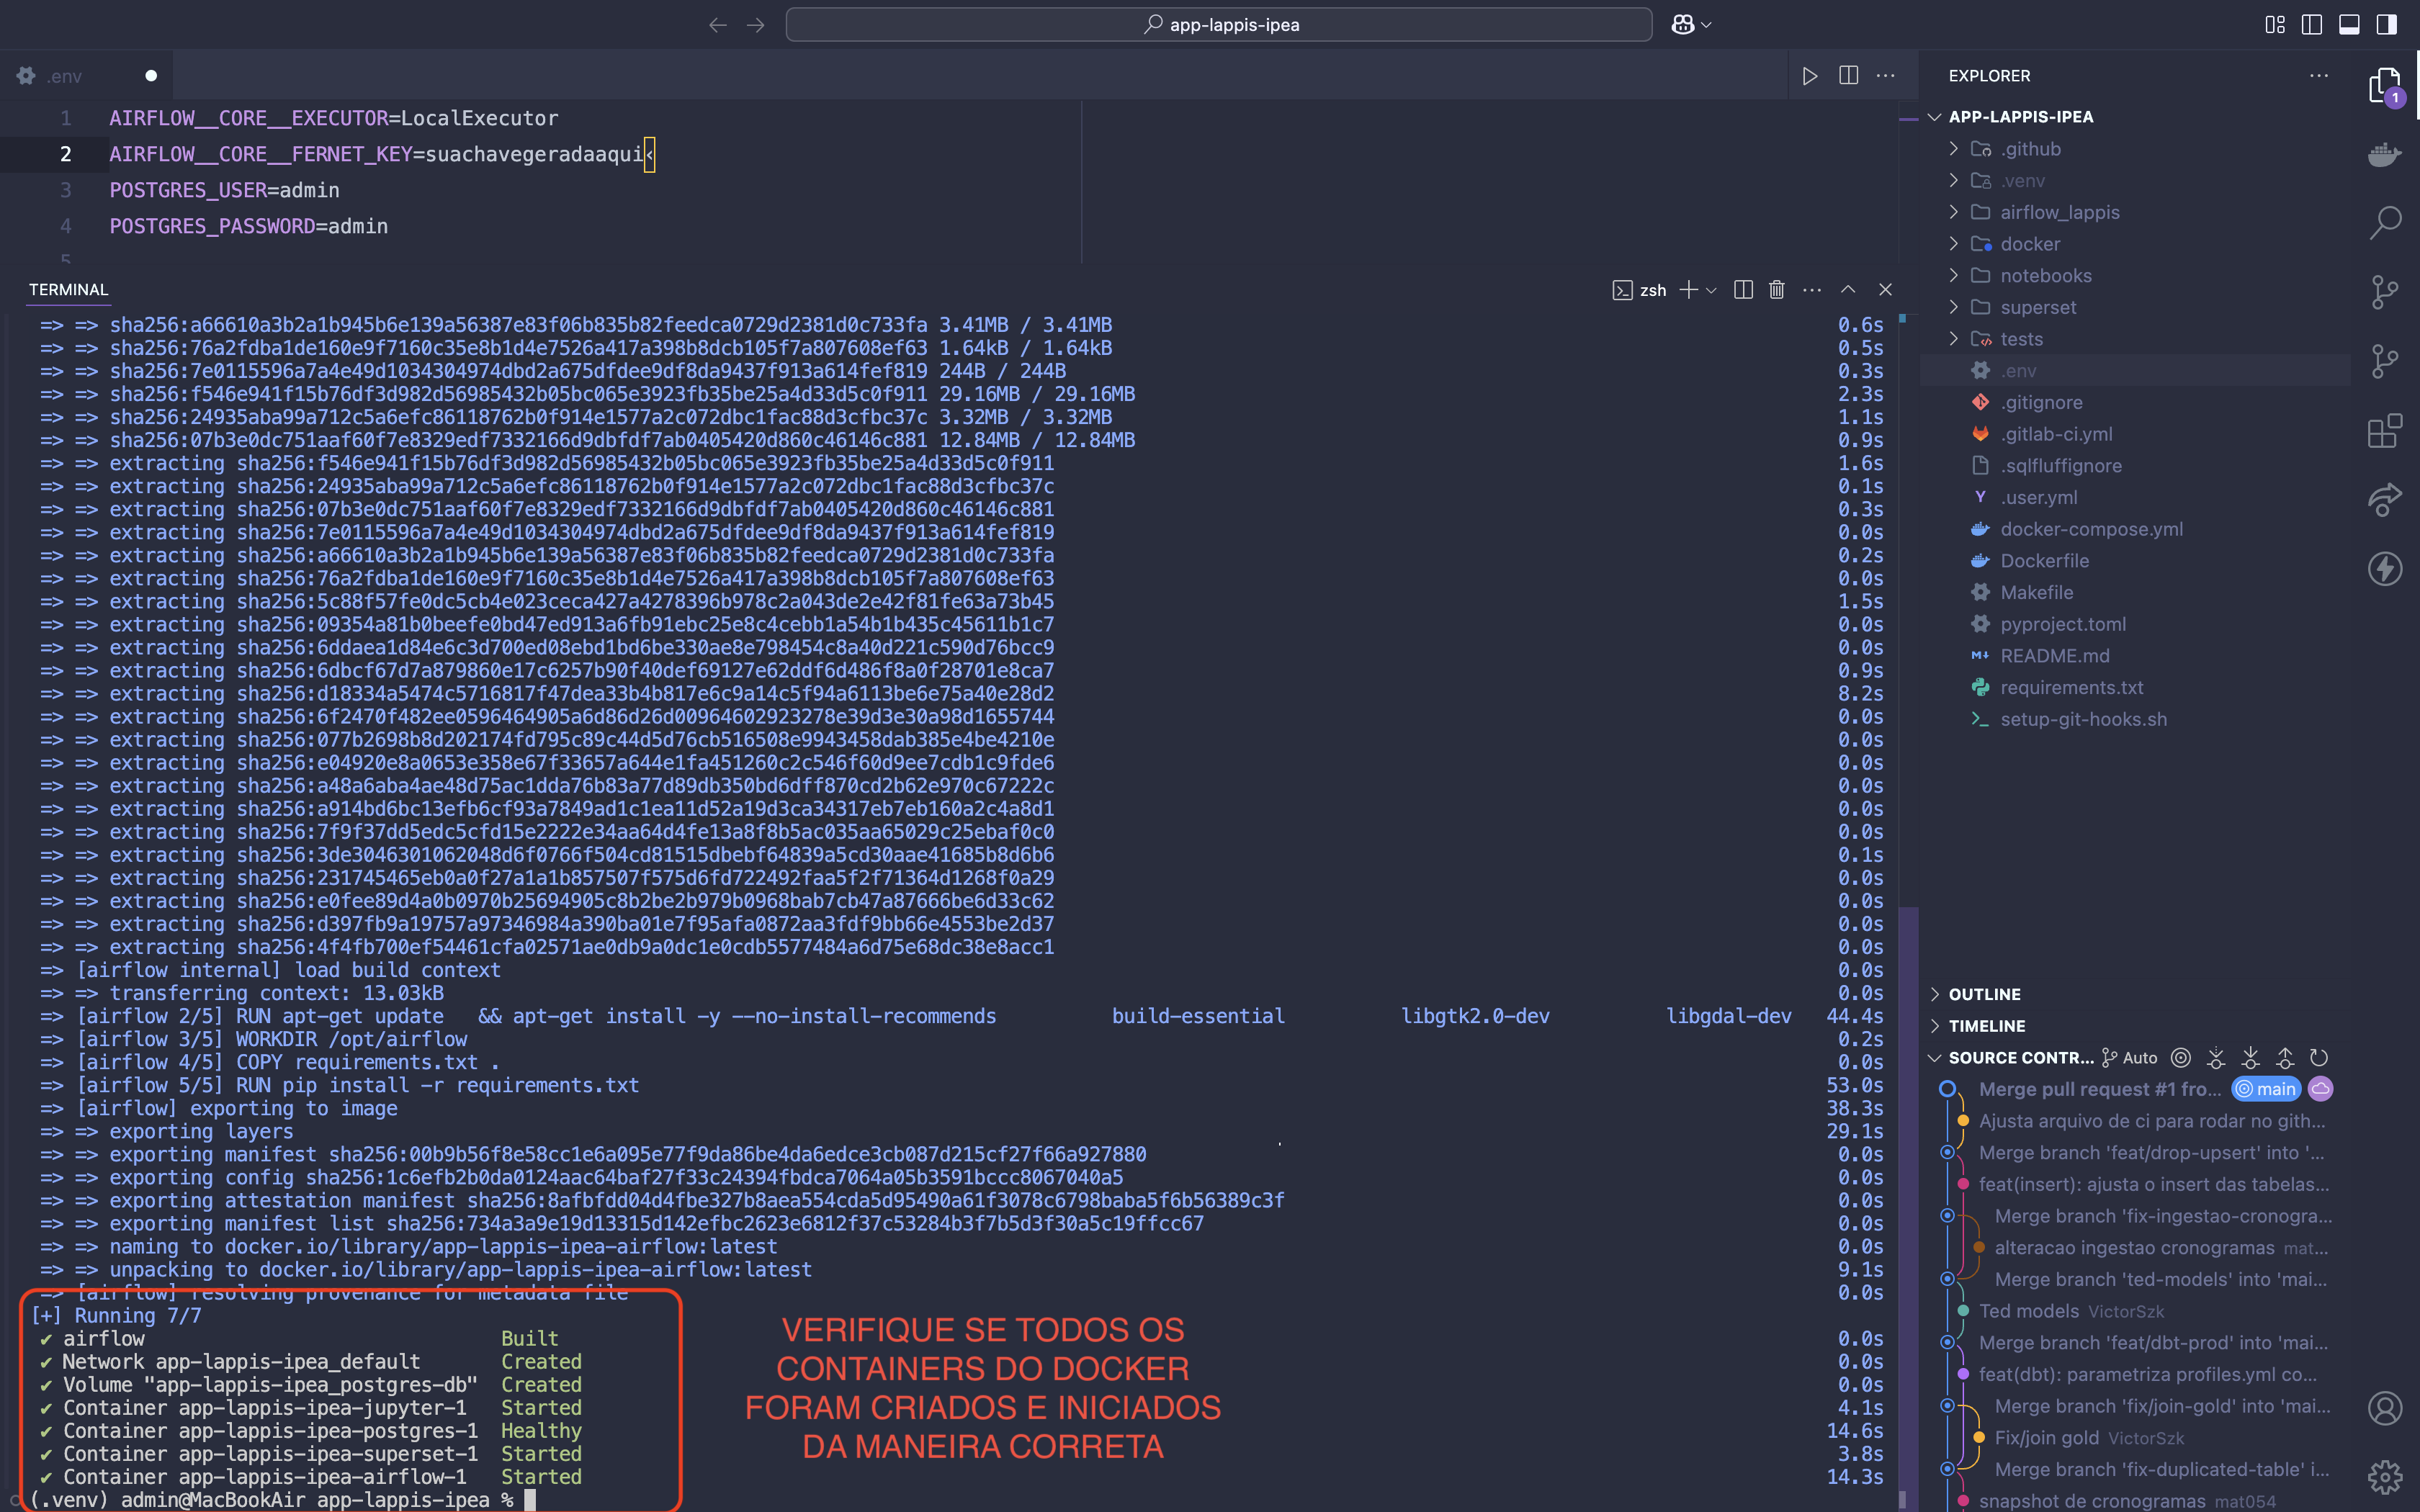 app-lappis-ipea
.env
1 AIRFLOW__CORE__EXECUTOR=LocalExecutor
2 AIRFLOW__CORE__FERNET_KEY=suachavegeradaaqui‹
3 POSTGRES_USER=admin
4 POSTGRES_PASSWORD=admin
5
TERMINAL
zsh
=> => sha256:a66610a3b2a1b945b6e139a56387e83f06b835b82feedca0729d2381d0c733fa 3.41MB / 3.41MB 0.6s
=> => sha256:76a2fdba1de160e9f7160c35e8b1d4e7526a417a398b8dcb105f7a807608ef63 1.64kB / 1.64kB 0.5s
=> => sha256:7e0115596a7a4e49d1034304974dbd2a675dfdee9df8da9437f913a614fef819 244B / 244B 0.3s
=> => sha256:f546e941f15b76df3d982d56985432b05bc065e3923fb35be25a4d33d5c0f911 29.16MB / 29.16MB 2.3s
=> => sha256:24935aba99a712c5a6efc86118762b0f914e1577a2c072dbc1fac88d3cfbc37c 3.32MB / 3.32MB 1.1s
=> => sha256:07b3e0dc751aaf60f7e8329edf7332166d9dbfdf7ab0405420d860c46146c881 12.84MB / 12.84MB 0.9s
=> => extracting sha256:f546e941f15b76df3d982d56985432b05bc065e3923fb35be25a4d33d5c0f911 1.6s
=> => extracting sha256:24935aba99a712c5a6efc86118762b0f914e1577a2c072dbc1fac88d3cfbc37c 0.1s
=> => extracting sha256:07b3e0dc751aaf60f7e8329edf7332166d9dbfdf7ab0405420d860c46146c881 0.3s
=> => extracting sha256:7e0115596a7a4e49d1034304974dbd2a675dfdee9df8da9437f913a614fef819 0.0s
=> => extracting sha256:a66610a3b2a1b945b6e139a56387e83f06b835b82feedca0729d2381d0c733fa 0.2s
=> => extracting sha256:76a2fdba1de160e9f7160c35e8b1d4e7526a417a398b8dcb105f7a807608ef63 0.0s
=> => extracting sha256:5c88f57fe0dc5cb4e023ceca427a4278396b978c2a043de2e42f81fe63a73b45 1.5s
=> => extracting sha256:09354a81b0beefe0bd47ed913a6fb91ebc25e8c4cebb1a54b1b435c45611b1c7 0.0s
=> => extracting sha256:6ddaea1d84e6c3d700ed08ebd1bd6be330ae8e798454c8a40d221c590d76bcc9 0.0s
=> => extracting sha256:6dbcf67d7a879860e17c6257b90f40def69127e62ddf6d486f8a0f28701e8ca7 0.9s
=> => extracting sha256:d18334a5474c5716817f47dea33b4b817e6c9a14c5f94a6113be6e75a40e28d2 8.2s
=> => extracting sha256:6f2470f482ee0596464905a6d86d26d00964602923278e39d3e30a98d1655744 0.0s
=> => extracting sha256:077b2698b8d202174fd795c89c44d5d76cb516508e9943458dab385e4be4210e 0.0s
=> => extracting sha256:e04920e8a0653e358e67f33657a644e1fa451260c2c546f60d9ee7cdb1c9fde6 0.0s
=> => extracting sha256:a48a6aba4ae48d75ac1dda76b83a77d89db350bd6dff870cd2b62e970c67222c 0.0s
=> => extracting sha256:a914bd6bc13efb6cf93a7849ad1c1ea11d52a19d3ca34317eb7eb160a2c4a8d1 0.0s
=> => extracting sha256:7f9f37dd5edc5cfd15e2222e34aa64d4fe13a8f8b5ac035aa65029c25ebaf0c0 0.0s
=> => extracting sha256:3de3046301062048d6f0766f504cd81515dbebf64839a5cd30aae41685b8d6b6 0.1s
=> => extracting sha256:231745465eb0a0f27a1a1b857507f575d6fd722492faa5f2f71364d1268f0a29 0.0s
=> => extracting sha256:e0fee89d4a0b0970b25694905c8b2be2b979b0968bab7cb47a87666be6d33c62 0.0s
=> => extracting sha256:d397fb9a19757a97346984a390ba01e7f95afa0872aa3fdf9bb66e4553be2d37 0.0s
=> => extracting sha256:4f4fb700ef54461cfa02571ae0db9a0dc1e0cdb5577484a6d75e68dc38e8acc1 0.0s
=> [airflow internal] load build context 0.0s
=> => transferring context: 13.03kB 0.0s
=> [airflow 2/5] RUN apt-get update && apt-get install -y --no-install-recommends build-essential libgtk2.0-dev libgdal-dev 44.4s
=> [airflow 3/5] WORKDIR /opt/airflow 0.2s
=> [airflow 4/5] COPY requirements.txt . 0.0s
=> [airflow 5/5] RUN pip install -r requirements.txt 53.0s
=> [airflow] exporting to image 38.3s
=> => exporting layers 29.1s
=> => exporting manifest sha256:00b9b56f8e58cc1e6a095e77f9da86be4da6edce3cb087d215cf27f66a927880 0.0s
=> => exporting config sha256:1c6efb2b0da0124aac64baf27f33c24394fbdca7064a05b3591bccc8067040a5 0.0s
=> => exporting attestation manifest sha256:8afbfdd04d4fbe327b8aea554cda5d95490a61f3078c6798baba5f6b56389c3f 0.0s
=> => exporting manifest list sha256:734a3a9e19d13315d142efbc2623e6812f37c53284b3f7b5d3f30a5c19ffcc67 0.0s
=> => naming to docker.io/library/app-lappis-ipea-airflow:latest 0.0s
=> => unpacking to docker.io/library/app-lappis-ipea-airflow:latest 9.1s
=> [airflow] resolving provenance for metadata file 0.0s
[+] Running 7/7
✔ airflow Built 0.0s
✔ Network app-lappis-ipea_default Created 0.0s
✔ Volume "app-lappis-ipea_postgres-db" Created 0.0s
✔ Container app-lappis-ipea-jupyter-1 Started 4.1s
✔ Container app-lappis-ipea-postgres-1 Healthy 14.6s
✔ Container app-lappis-ipea-superset-1 Started 3.8s
✔ Container app-lappis-ipea-airflow-1 Started 14.3s
(.venv) admin@MacBookAir app-lappis-ipea %
VERIFIQUE SE TODOS OS
CONTAINERS DO DOCKER
FORAM CRIADOS E INICIADOS
DA MANEIRA CORRETA
EXPLORER
1
APP-LAPPIS-IPEA
.github
.venv
airflow_lappis
docker
notebooks
superset
tests
.env
.gitignore
.gitlab-ci.yml
.sqlfluffignore
.user.yml
docker-compose.yml
Dockerfile
Makefile
pyproject.toml
README.md
requirements.txt
setup-git-hooks.sh
OUTLINE
TIMELINE
SOURCE CONTR... Auto
Merge pull request #1 fro... main
Ajusta arquivo de ci para rodar no gith...
Merge branch 'feat/drop-upsert' into '...
feat(insert): ajusta o insert das tabelas...
Merge branch 'fix-ingestao-cronogra...
alteracao ingestao cronogramas mat...
Merge branch 'ted-models' into 'mai...
Ted models VictorSzk
Merge branch 'feat/dbt-prod' into 'mai...
feat(dbt): parametriza profiles.yml co...
Merge branch 'fix/join-gold' into 'mai...
Fix/join gold VictorSzk
Merge branch 'fix-duplicated-table' i...
snapshot de cronogramas mat054